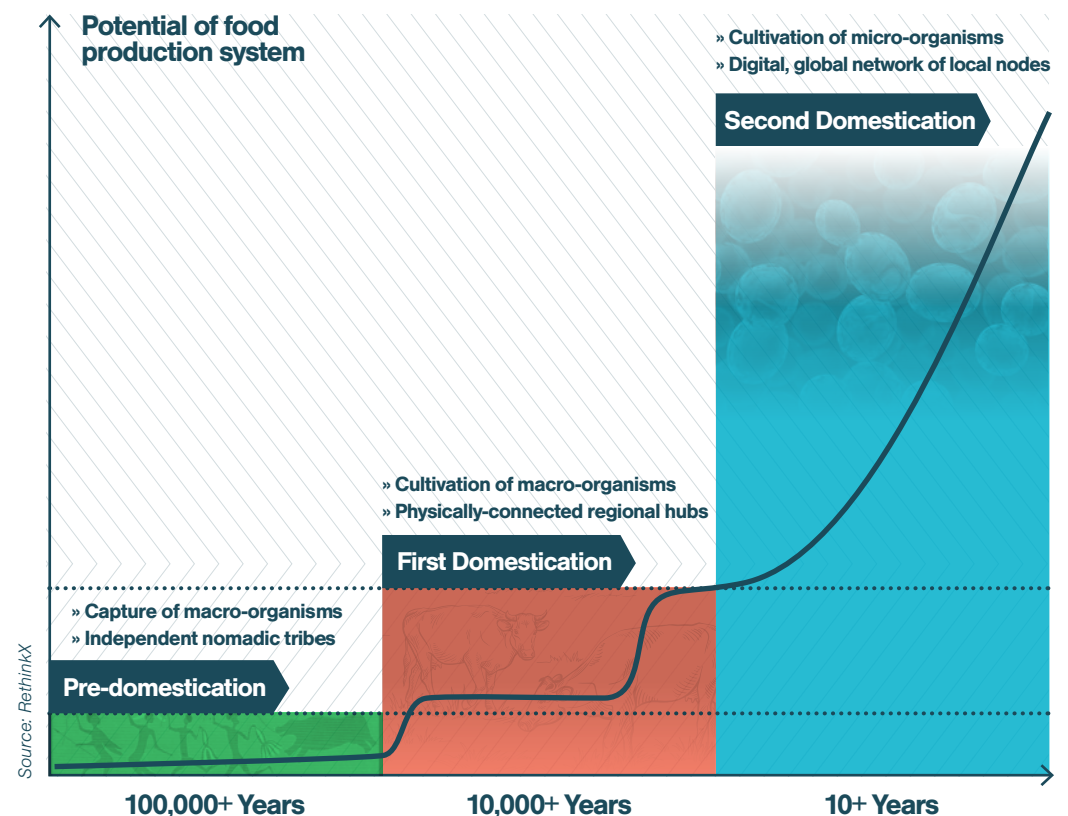 Potential of food
production system
» Cultivation of micro-organisms
» Digital, global network of local nodes
Second Domestication
» Cultivation of macro-organisms
» Physically-connected regional hubs
First Domestication
» Capture of macro-organisms
» Independent nomadic tribes
Pre-domestication
Source: RethinkX
100,000+ Years
10,000+ Years
10+ Years